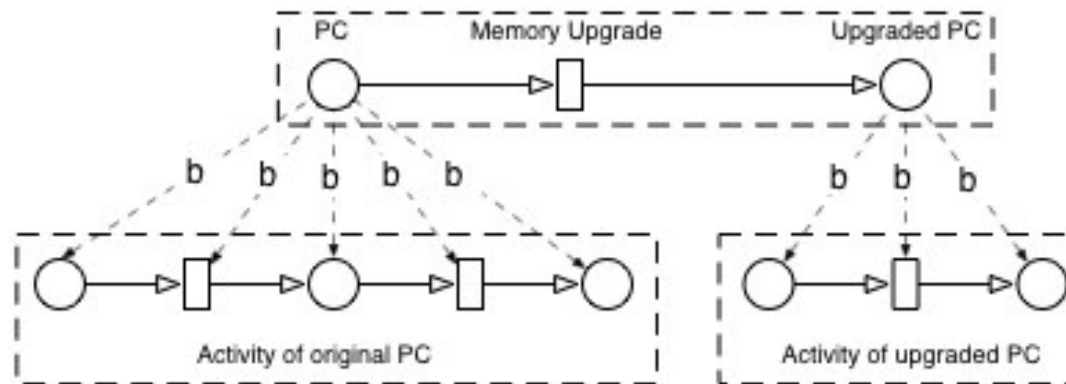 PC Memory Upgrade Upgraded PC
b b b b b b b b
Activity of original PC Activity of upgraded PC